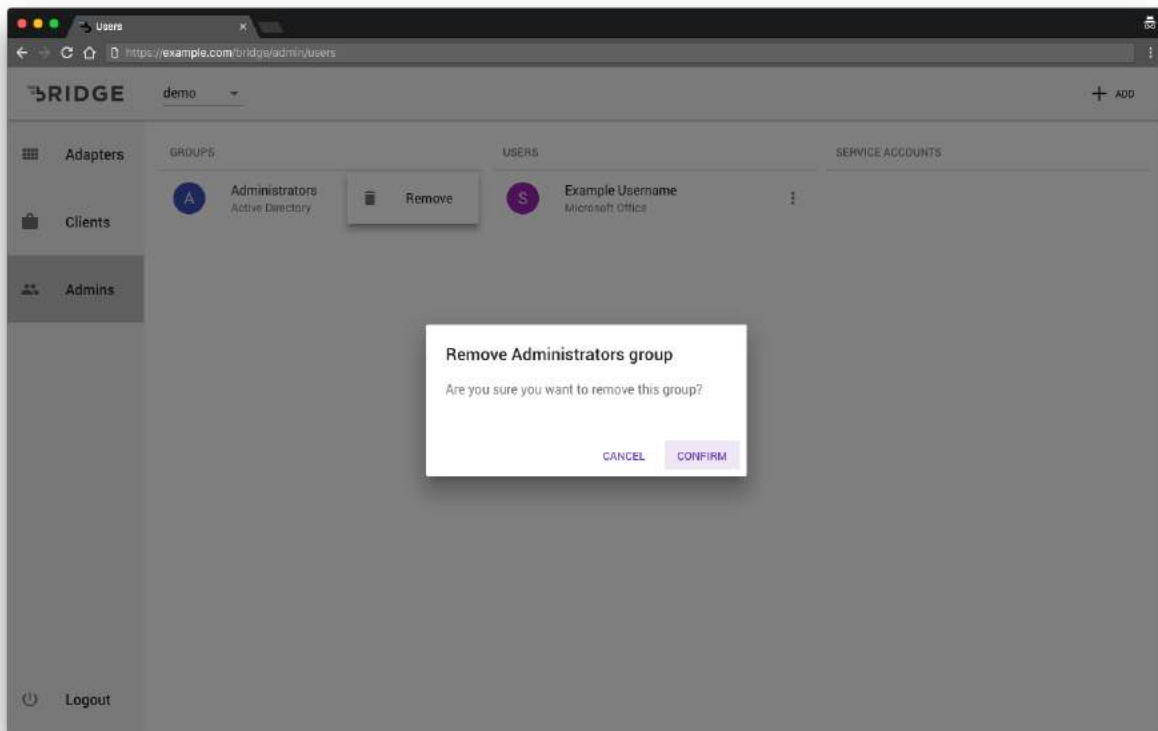 Users
https://example.com/bridge/admin/users
BRIDGE
demo
ADD
Adapters
Clients
Admins
Logout
GROUPS
A
Administrators
Active Directory
Remove
USERS
S
Example Username
Microsoft Office
SERVICE ACCOUNTS
Remove Administrators group
Are you sure you want to remove this group?
CANCEL CONFIRM